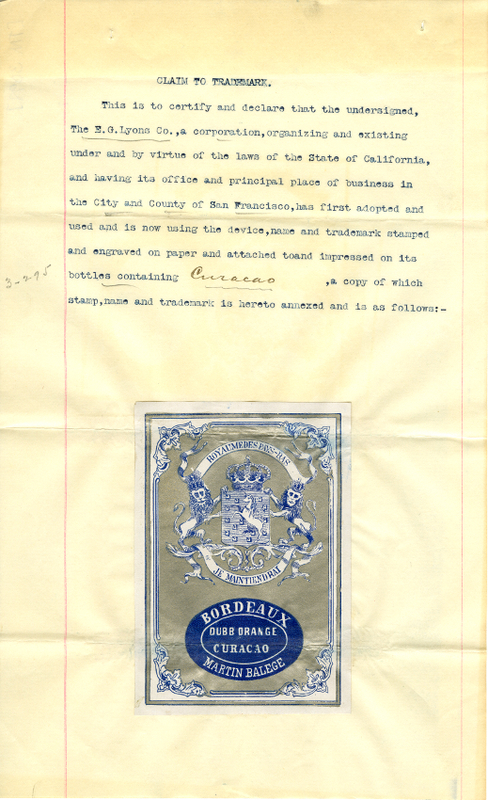 CLAIM TO TRADEMARK.
This is to certify and declare that the undersigned,
The E.G.Lyons Co.,a corporation,organizing and existing
under and by virtue of the laws of the State of California,
and having its office and principal place of business in
the City and County of San Francisco,has first adopted and
used and is now using the device,name and trademark stamped
and engraved on paper and attached toand impressed on its
bottles containing Curacao ,a copy of which
stamp,name and trademark is hereto annexed and is as follows:-
3-2.95
ROYAUME DES PAYS-BAS
JE MAINTIENDRAI
BORDEAUX
DUBB ORANGE
CURACAO
MARTIN BALEGE